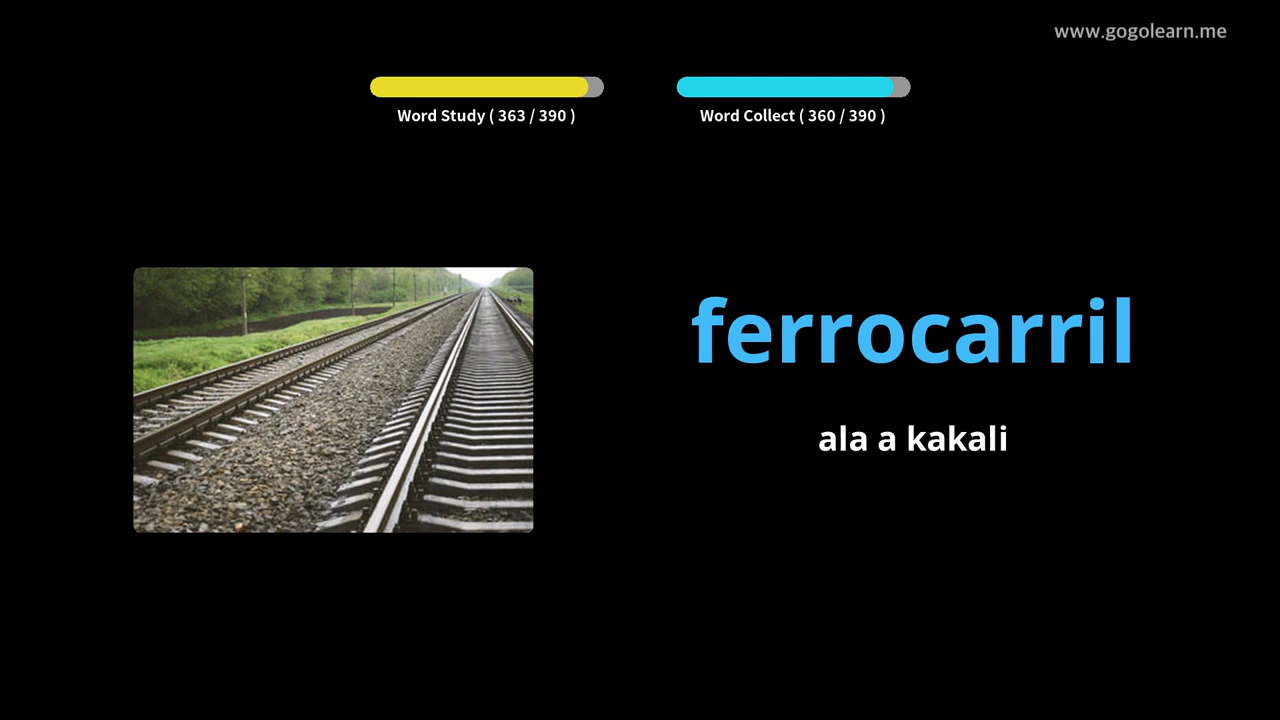 www.gogolearn.me
Word Study ( 363 / 390 )
Word Collect ( 360 / 390 )
ferrocarril
ala a kakali